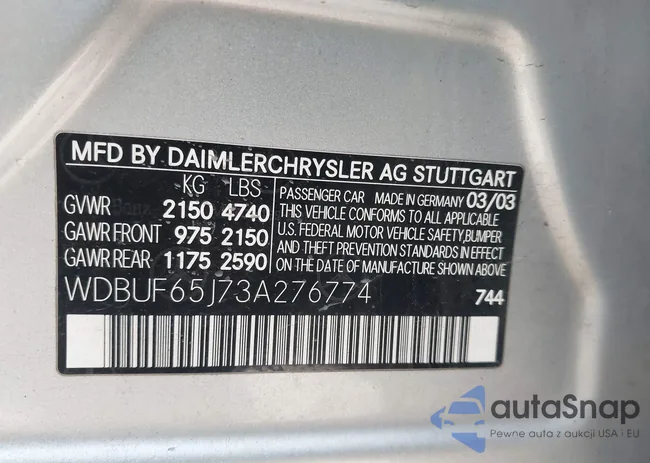 MFD BY DAIMLERCHRYSLER AG STUTTGART
KG LBS
GVWR 2150 4740
GAWR FRONT 975 2150
GAWR REAR 1175 2590
PASSENGER CAR MADE IN GERMANY 03/03
THIS VEHICLE CONFORMS TO ALL APPLICABLE
U.S. FEDERAL MOTOR VEHICLE SAFETY, BUMPER
AND THEFT PREVENTION STANDARDS IN EFFECT
ON THE DATE OF MANUFACTURE SHOWN ABOVE
WDBUF65J73A276774 744
autoSnap
Pewne auta z aukcji USA i EU